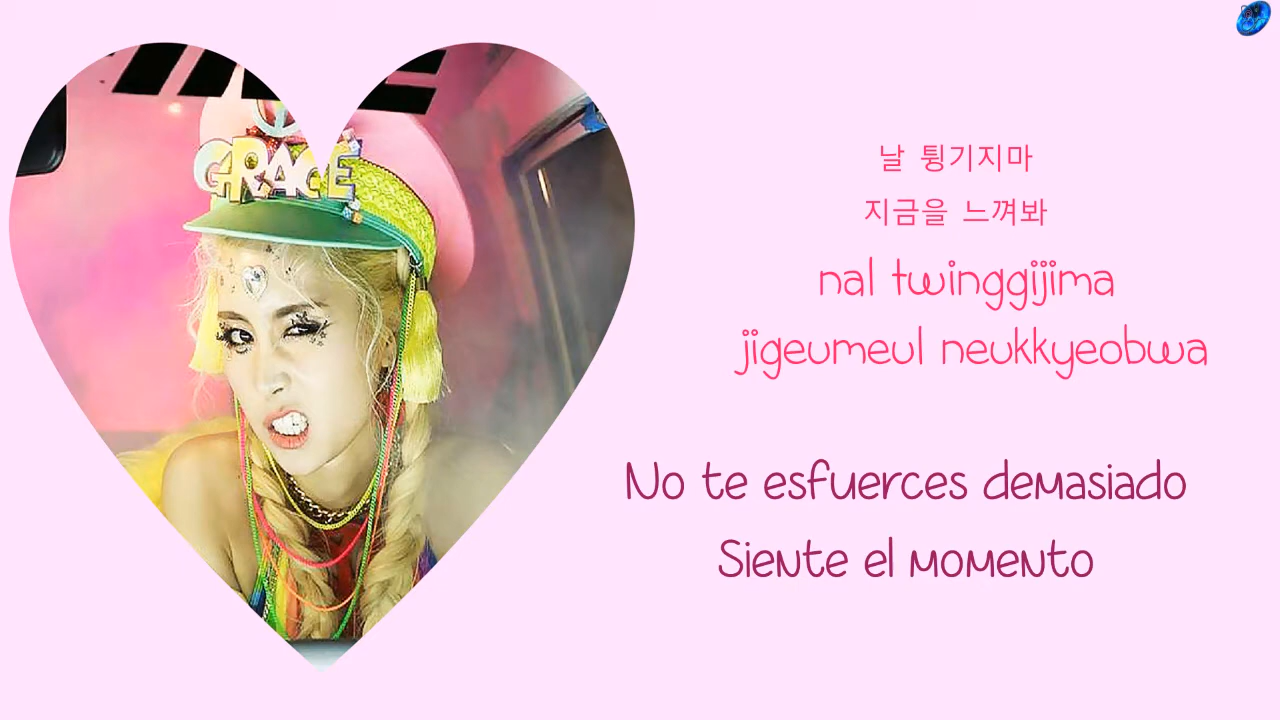 GRACE
날 튕기지마
지금을 느껴봐
nal twinggijima
jigeumeul neukkyeobwa
No te esfuerces demasiado
Siente el momento